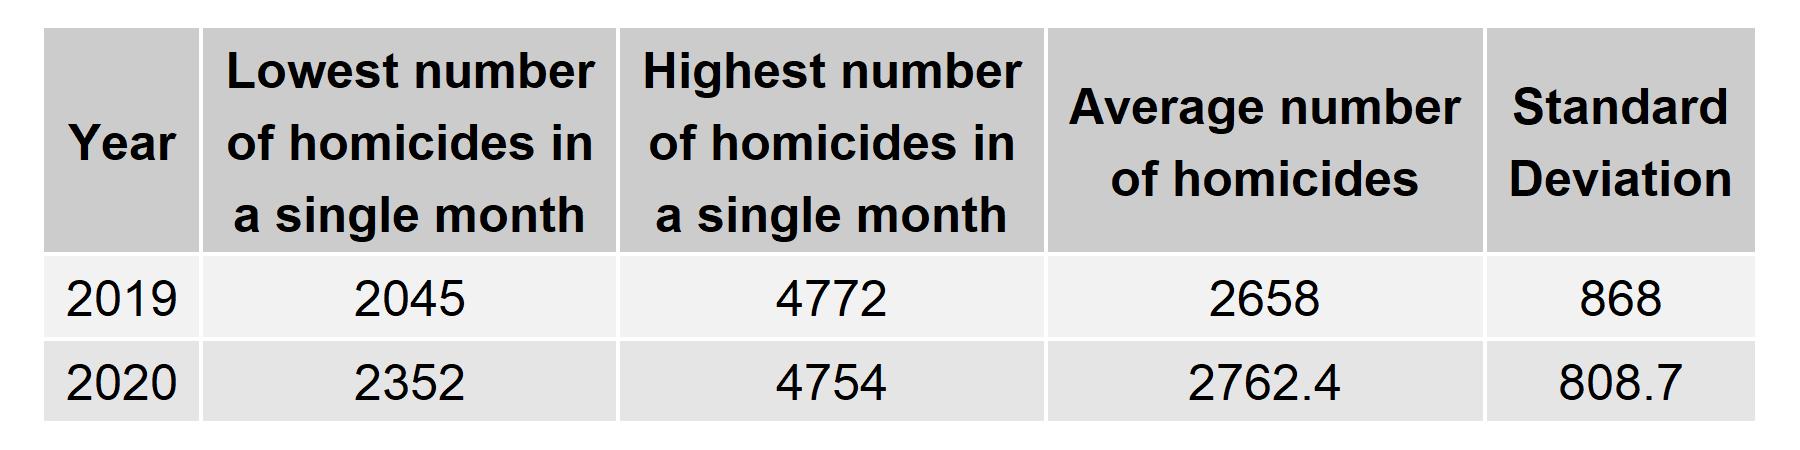 Year Lowest number of homicides in a single month Highest number of homicides in a single month Average number of homicides Standard Deviation
2019 2045 4772 2658 868
2020 2352 4754 2762.4 808.7